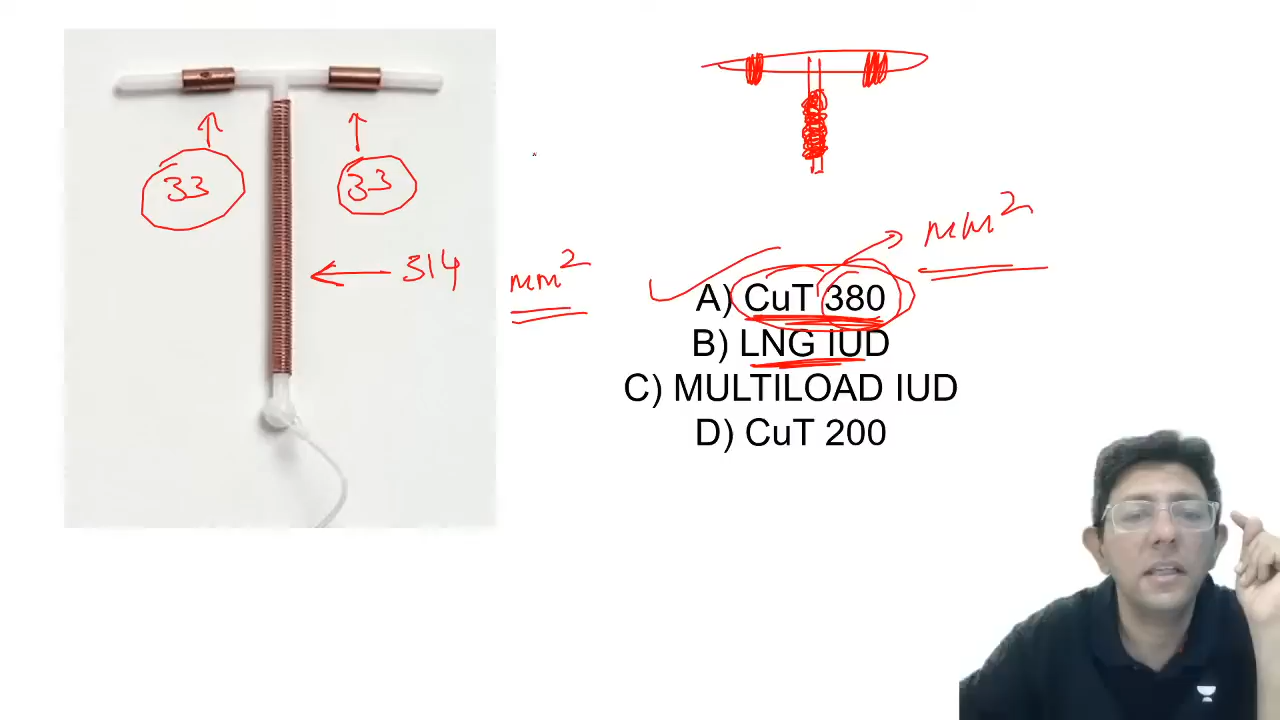 33
33
314
mm²
mm²
A) CuT 380
B) LNG IUD
C) MULTILOAD IUD
D) CuT 200